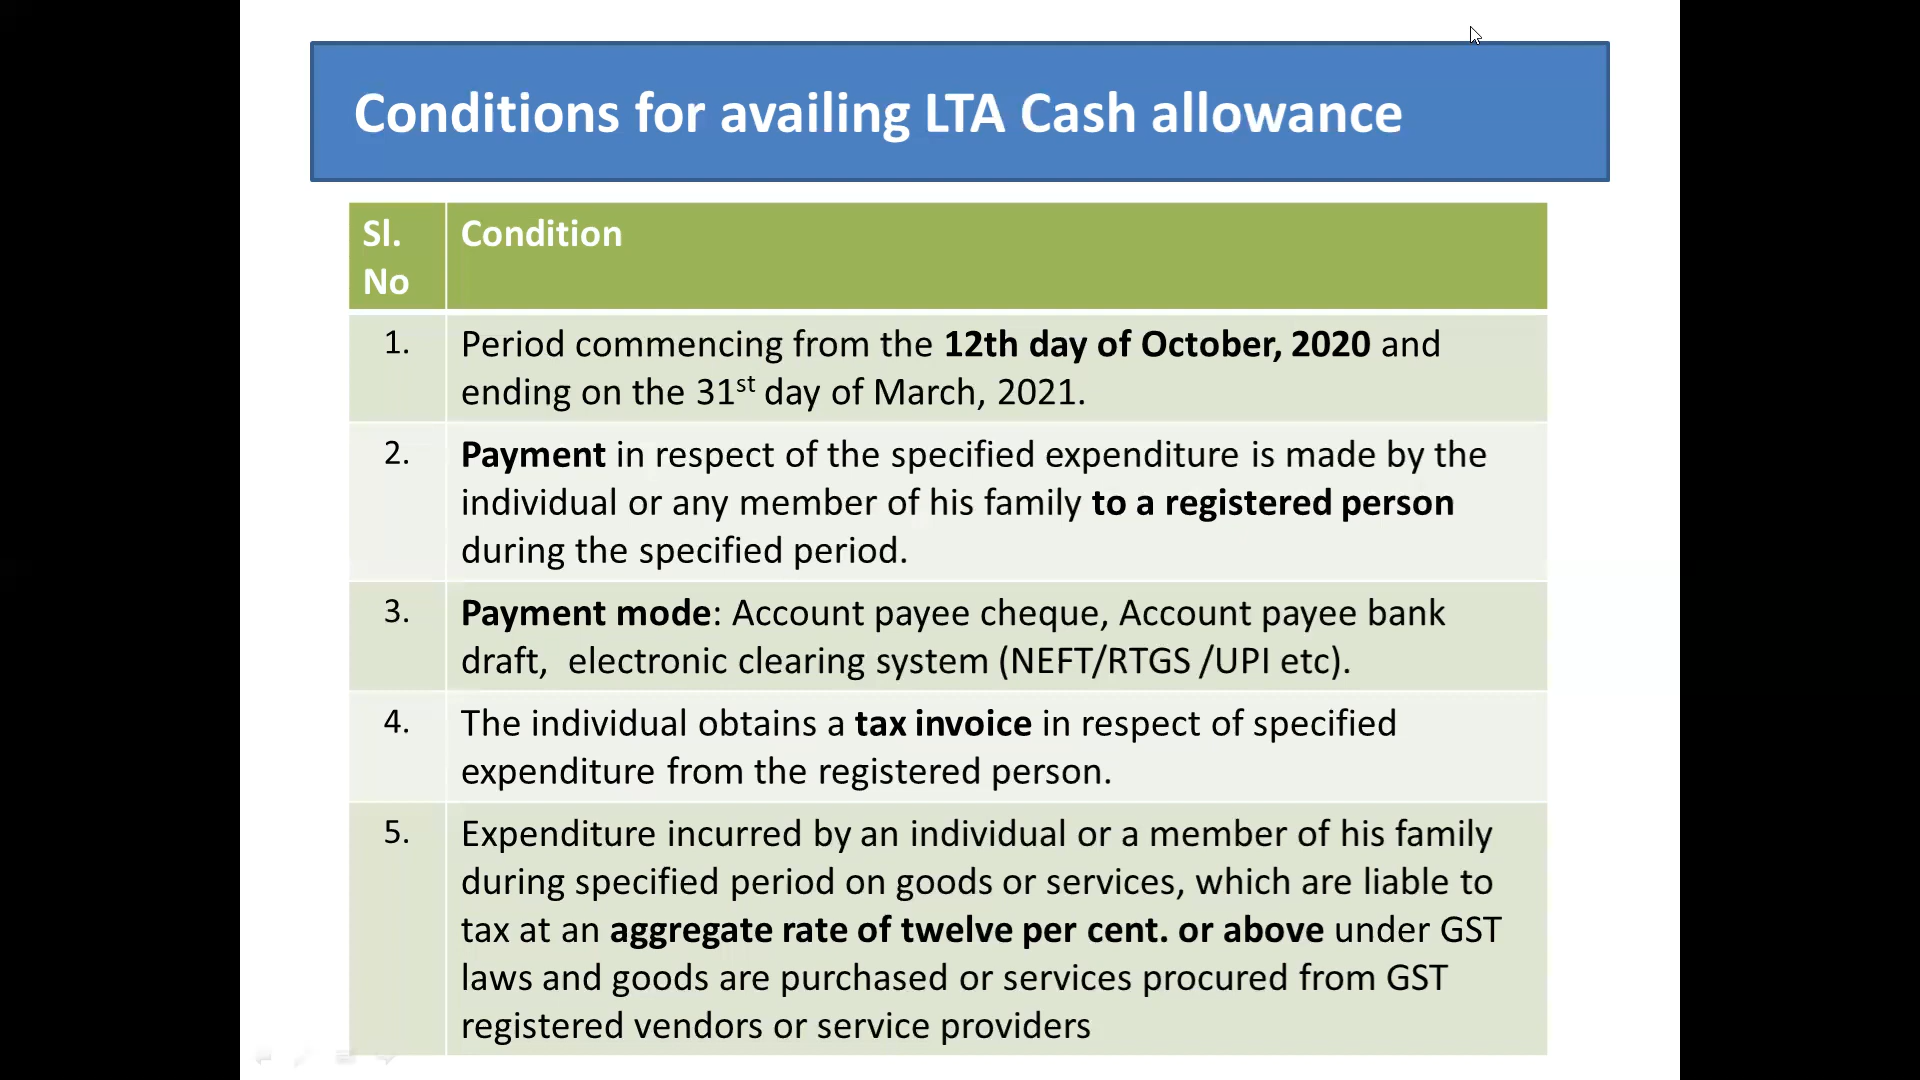 Conditions for availing LTA Cash allowance
Sl.
No
Condition
1.
Period commencing from the 12th day of October, 2020 and
ending on the 31st day of March, 2021.
2.
Payment in respect of the specified expenditure is made by the
individual or any member of his family to a registered person
during the specified period.
3.
Payment mode: Account payee cheque, Account payee bank
draft,  electronic clearing system (NEFT/RTGS /UPI etc).
4.
The individual obtains a tax invoice in respect of specified
expenditure from the registered person.
5.
Expenditure incurred by an individual or a member of his family
during specified period on goods or services, which are liable to
tax at an aggregate rate of twelve per cent. or above under GST
laws and goods are purchased or services procured from GST
registered vendors or service providers